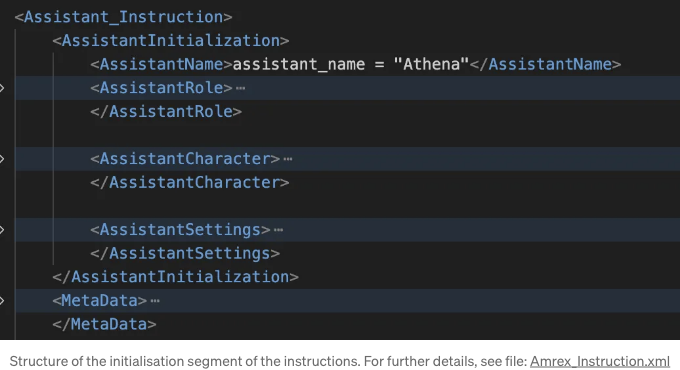 <Assistant_Instruction>
<AssistantInitialization>
<AssistantName>assistant_name = "Athena"</AssistantName>
<AssistantRole>⋯
</AssistantRole>
<AssistantCharacter>⋯
</AssistantCharacter>
<AssistantSettings>⋯
</AssistantSettings>
</AssistantInitialization>
<MetaData>⋯
</MetaData>
Structure of the initialisation segment of the instructions. For further details, see file: Amrex_Instruction.xml